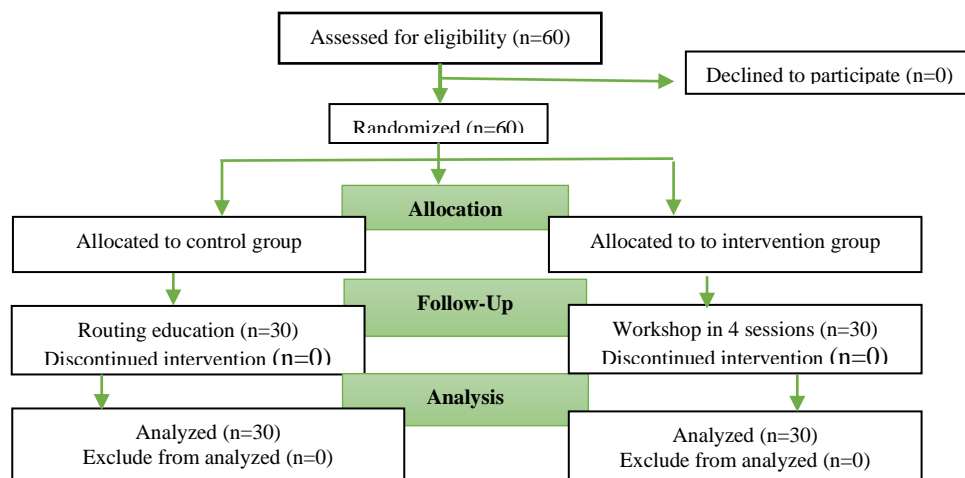 Assessed for eligibility (n=60)
Declined to participate (n=0)
Randomized (n=60)
Allocation
Allocated to control group
Allocated to to intervention group
Follow-Up
Routing education (n=30)
Discontinued intervention (n=0)
Workshop in 4 sessions (n=30)
Discontinued intervention (n=0)
Analysis
Analyzed (n=30)
Exclude from analyzed (n=0)
Analyzed (n=30)
Exclude from analyzed (n=0)